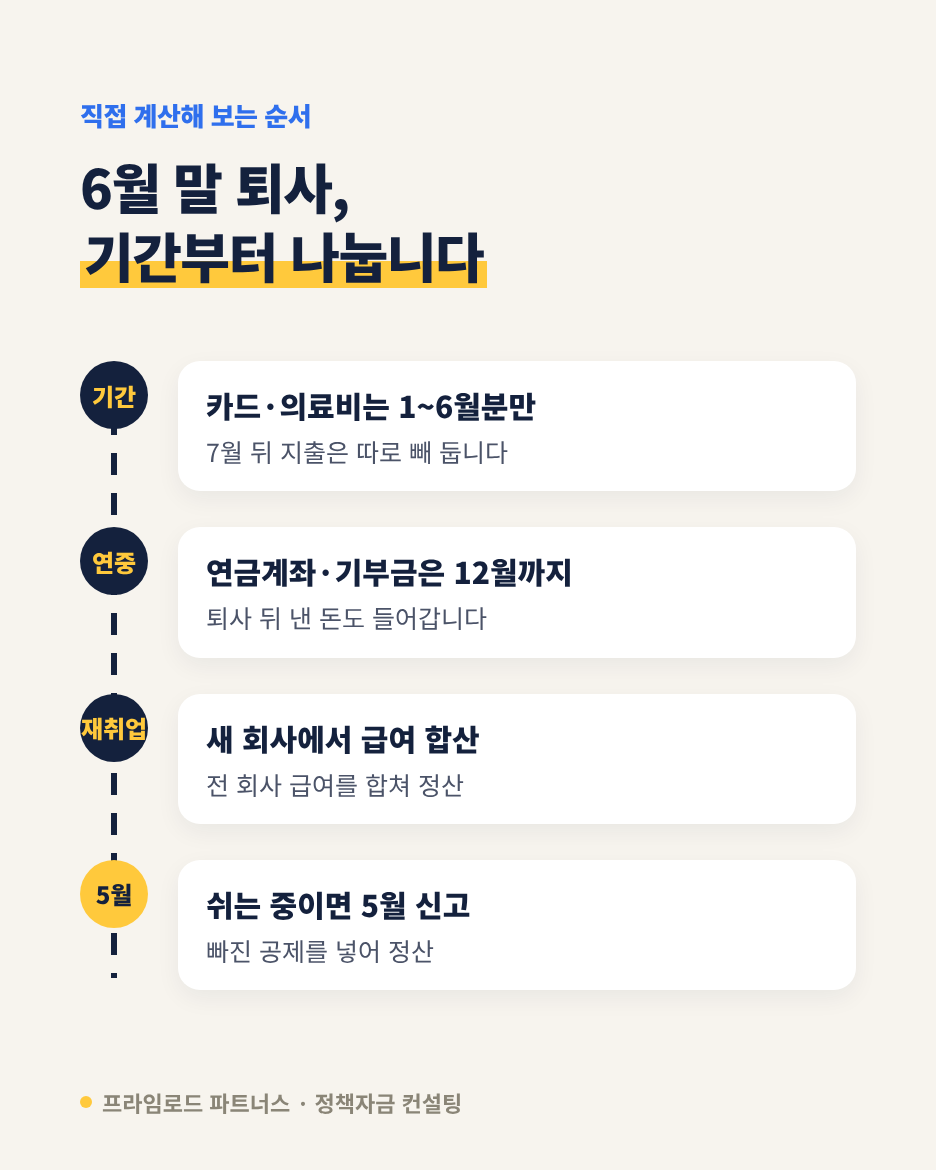 직접 계산해 보는 순서
6월 말 퇴사,
기간부터 나눕니다
기간
카드·의료비는 1~6월분만
7월 뒤 지출은 따로 빼 둡니다
연중
연금계좌·기부금은 12월까지
퇴사 뒤 낸 돈도 들어갑니다
재취업
새 회사에서 급여 합산
전 회사 급여를 합쳐 정산
5월
쉬는 중이면 5월 신고
빠진 공제를 넣어 정산
프라임로드 파트너스 · 정책자금 컨설팅